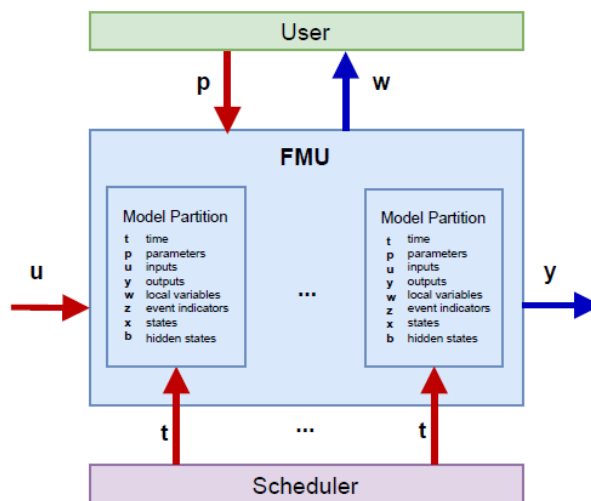 User
p
w
FMU
Model Partition
t time
p parameters
u inputs
y outputs
w local variables
z event indicators
x states
b hidden states
...
Model Partition
t time
p parameters
u inputs
y outputs
w local variables
z event indicators
x states
b hidden states
u
y
t
...
t
Scheduler